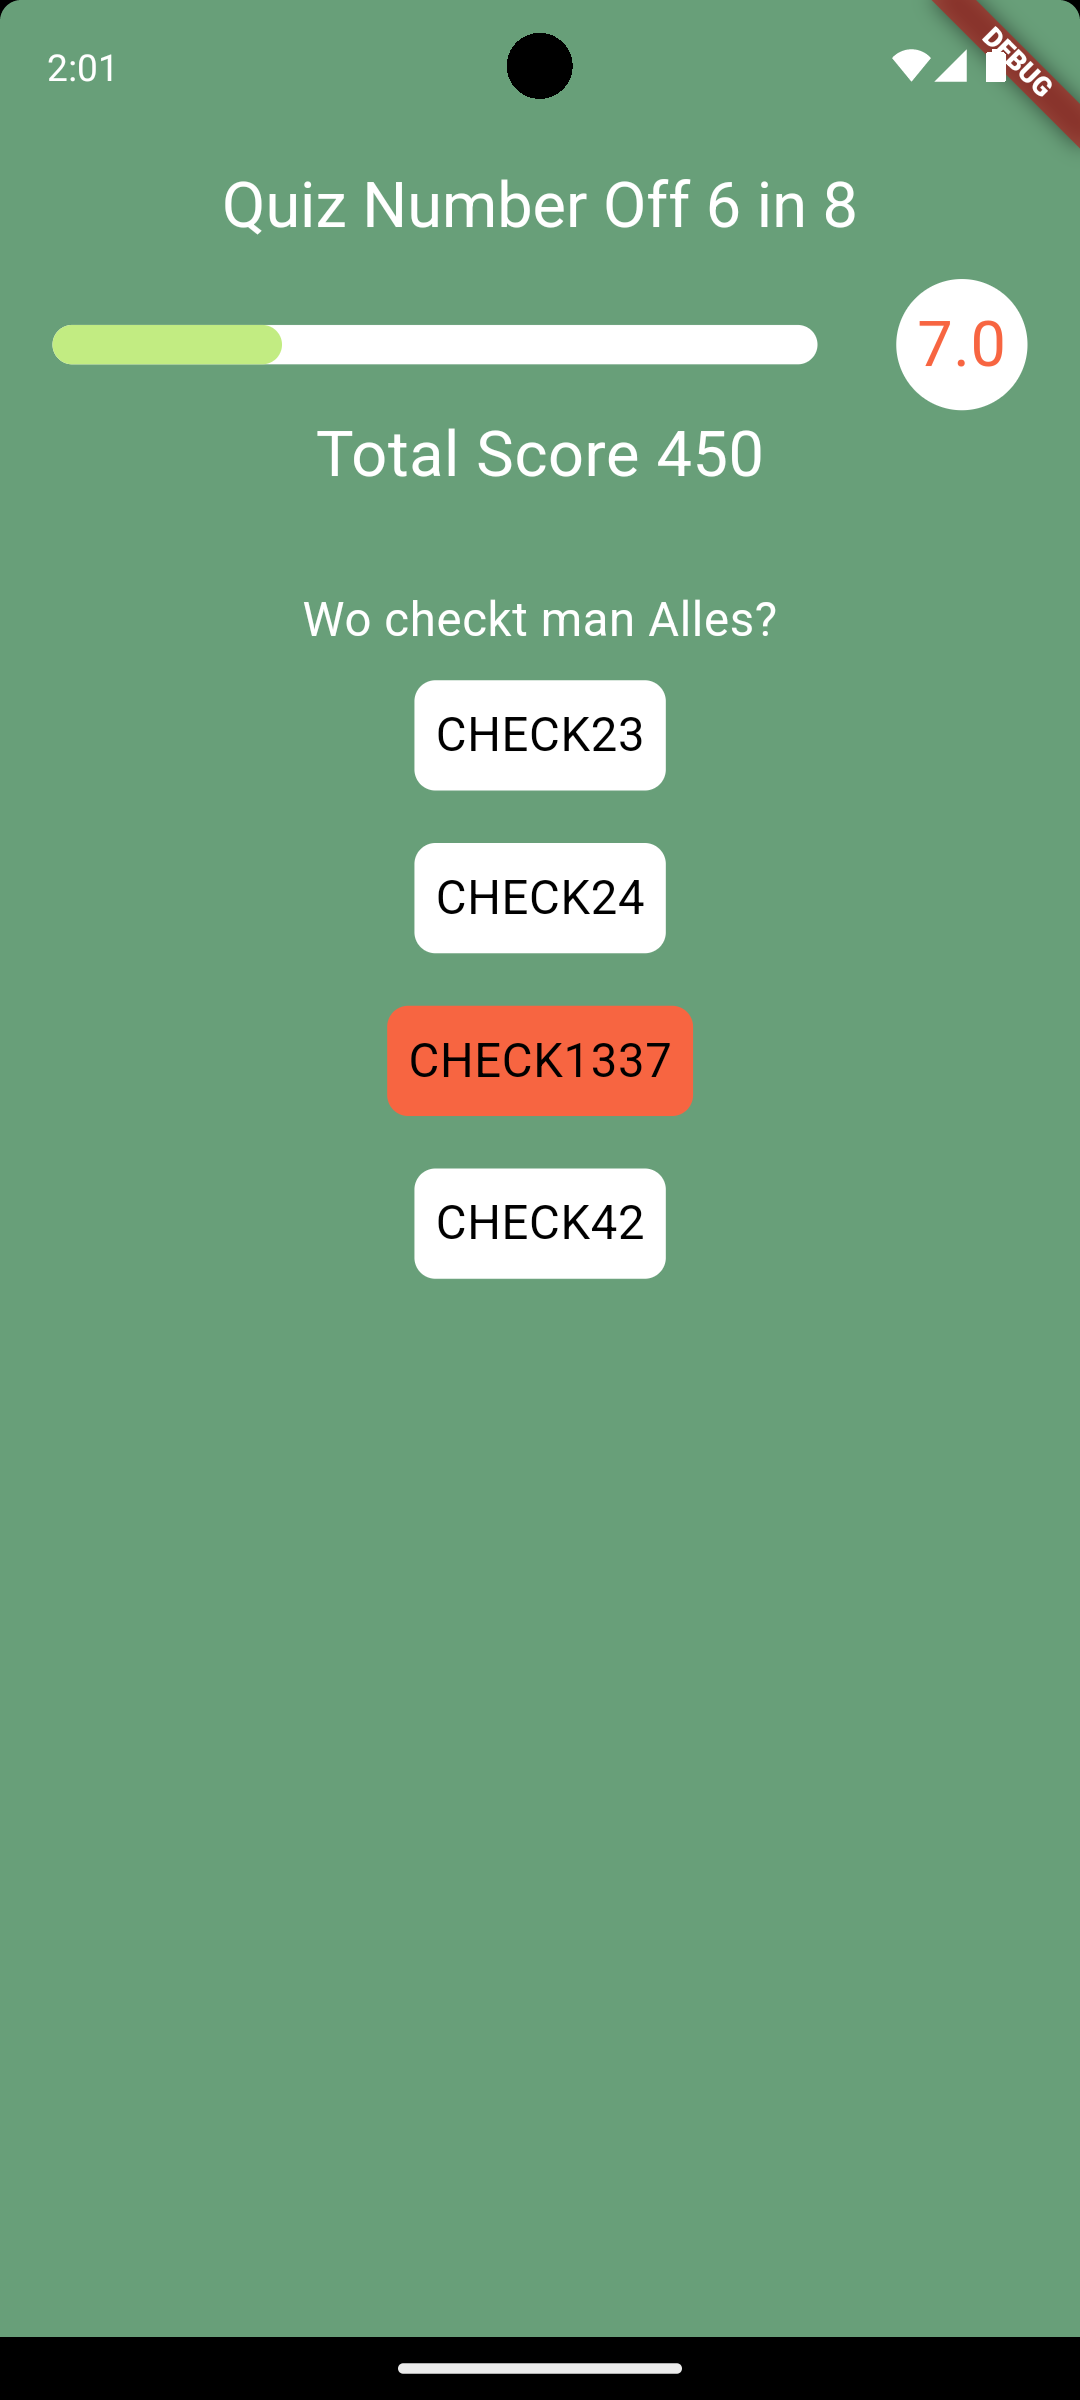 2:01
DEBUG
Quiz Number Off 6 in 8
7.0
Total Score 450
Wo checkt man Alles?
CHECK23
CHECK24
CHECK1337
CHECK42